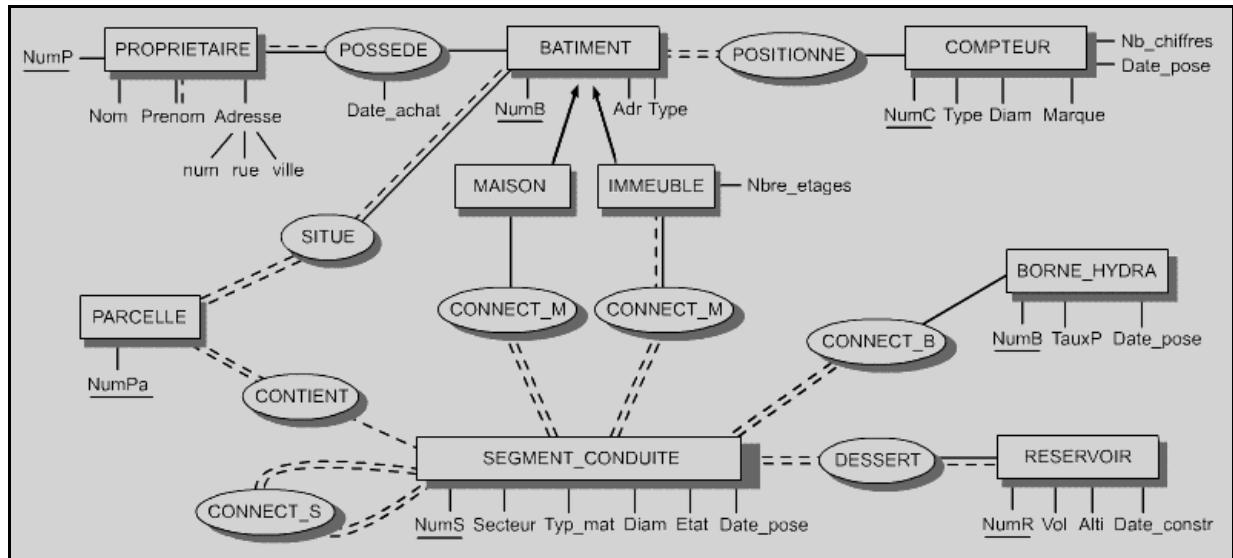 PROPRIETAIRE
POSSEDE
BATIMENT
POSITIONNE
COMPTEUR
Nb_chiffres
Date_pose
NumP
Nom Prenom Adresse
num rue ville
Date_achat
NumB
Adr Type
NumC Type Diam Marque
MAISON
IMMEUBLE
Nbre_etages
SITUE
BORNE_HYDRA
NumB TauxP Date_pose
PARCELLE
NumPa
CONNECT_M
CONNECT_M
CONNECT_B
CONTIENT
SEGMENT_CONDUITE
DESSERT
RESERVOIR
CONNECT_S
NumS Secteur Typ_mat Diam Etat Date_pose
NumR Vol Alti Date_constr